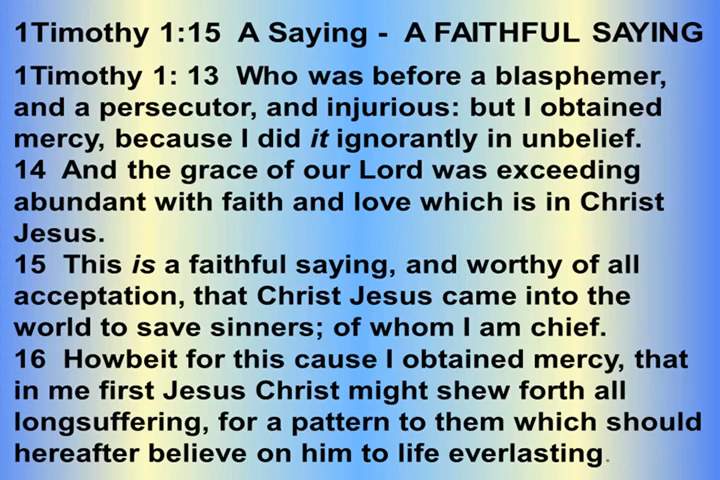 1Timothy 1:15  A Saying -  A FAITHFUL SAYING
1Timothy 1: 13  Who was before a blasphemer,
and a persecutor, and injurious: but I obtained
mercy, because I did it ignorantly in unbelief.
14  And the grace of our Lord was exceeding
abundant with faith and love which is in Christ
Jesus.
15  This is a faithful saying, and worthy of all
acceptation, that Christ Jesus came into the
world to save sinners; of whom I am chief.
16  Howbeit for this cause I obtained mercy, that
in me first Jesus Christ might shew forth all
longsuffering, for a pattern to them which should
hereafter believe on him to life everlasting.